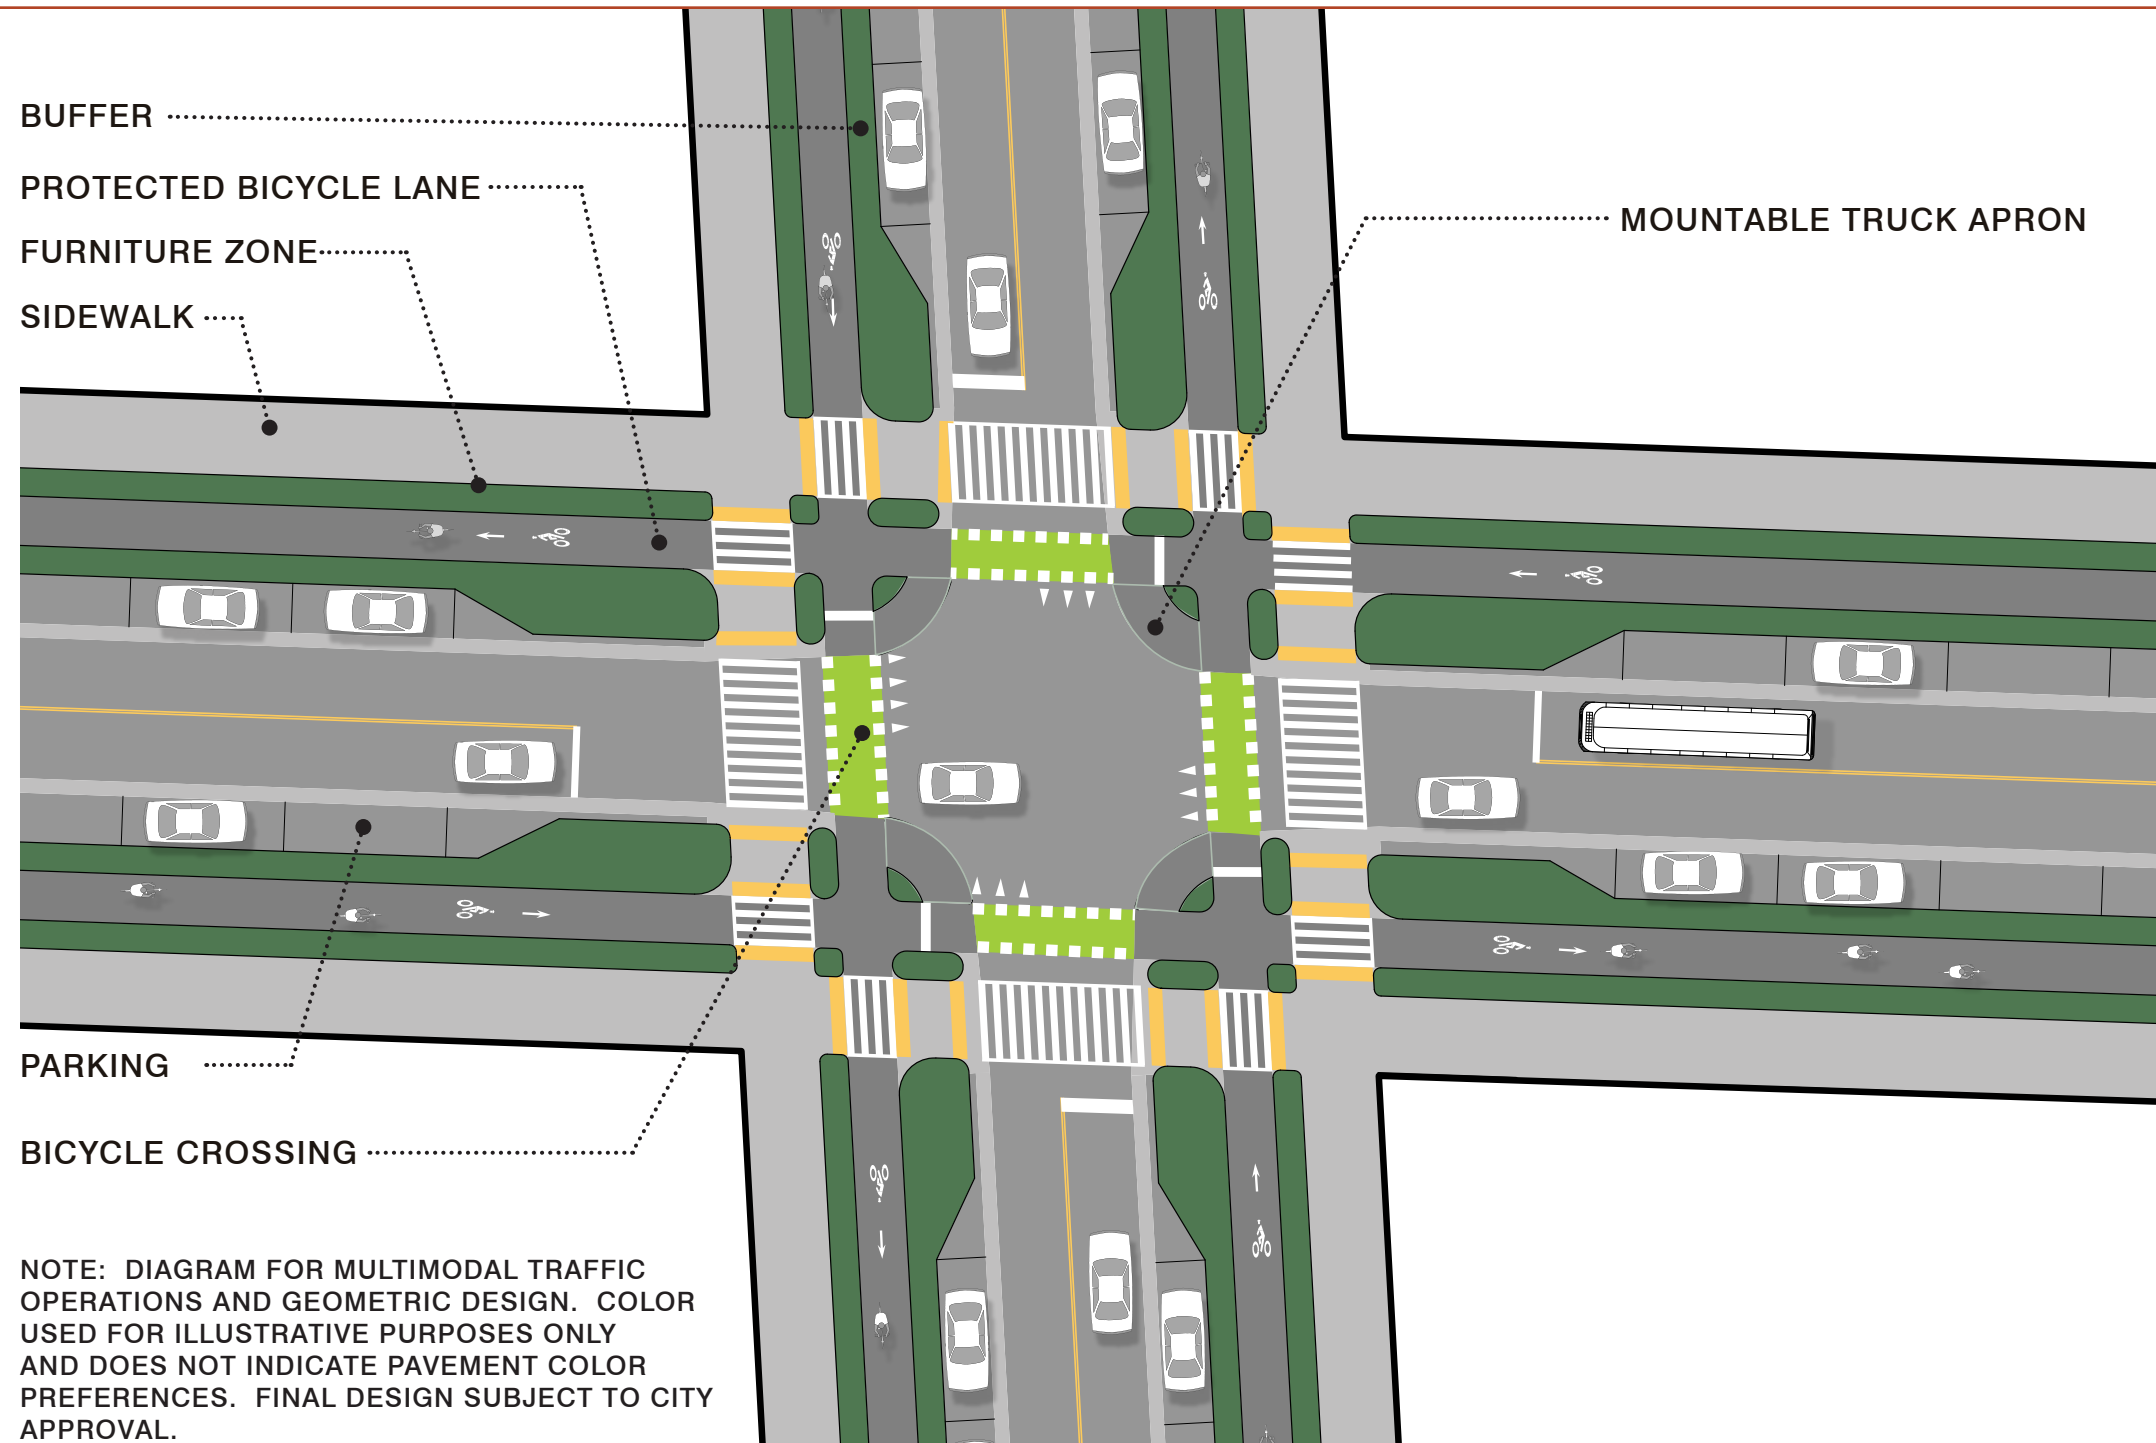 BUFFER
PROTECTED BICYCLE LANE
FURNITURE ZONE
SIDEWALK
MOUNTABLE TRUCK APRON
PARKING
BICYCLE CROSSING
NOTE: DIAGRAM FOR MULTIMODAL TRAFFIC
OPERATIONS AND GEOMETRIC DESIGN. COLOR
USED FOR ILLUSTRATIVE PURPOSES ONLY
AND DOES NOT INDICATE PAVEMENT COLOR
PREFERENCES. FINAL DESIGN SUBJECT TO CITY
APPROVAL.